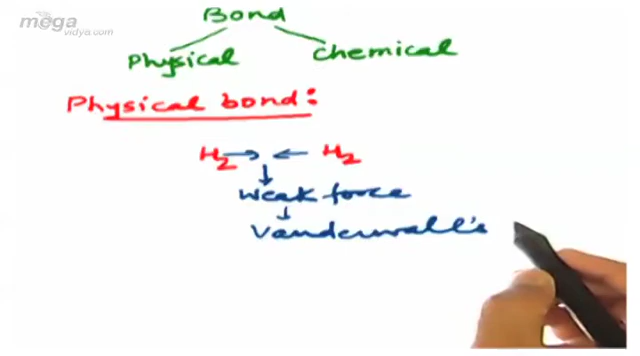 mega
vidya.com
Bond
Physical Chemical
Physical bond:
H2 → ← H2
↓
Weak force
↓
Vanderwall's